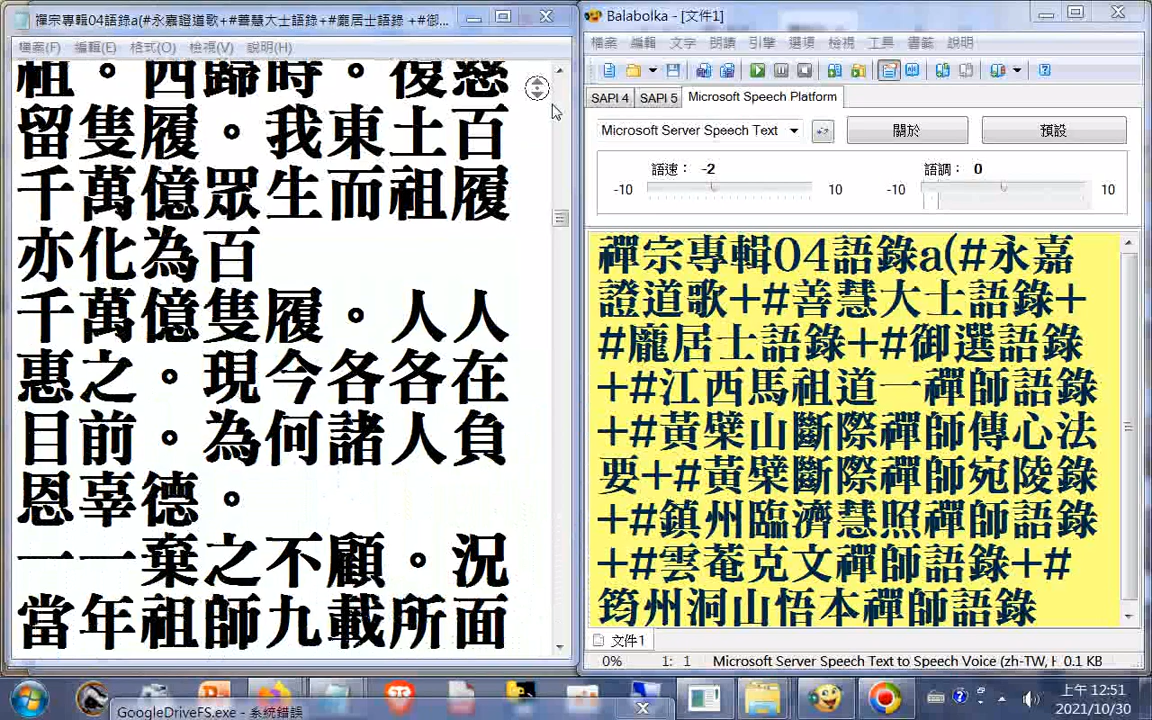 禪宗專輯04語錄a(#永嘉證道歌+#善慧大士語錄+#龐居士語錄 +#御...
檔案(F) 編輯(E) 格式(O) 檢視(V) 說明(H)
祖。西歸時。復愍
留隻履。我東土百
千萬億眾生而祖履
亦化為百
千萬億隻履。人人
惠之。現今各各在
目前。為何諸人負
恩辜德。
一一棄之不顧。況
當年祖師九載所面
Balabolka - [文件1]
檔案 編輯 文字 朗讀 引擎 選項 檢視 工具 書籤 說明
SAPI 4 SAPI 5 Microsoft Speech Platform
Microsoft Server Speech Text 關於 預設
語速： -2 語調： 0
-10 10 -10 10
禪宗專輯04語錄a(#永嘉
證道歌+#善慧大士語錄+
#龐居士語錄+#御選語錄
+#江西馬祖道一禪師語錄
+#黃檗山斷際禪師傳心法
要+#黃檗斷際禪師宛陵錄
+#鎮州臨濟慧照禪師語錄
+#雲菴克文禪師語錄+#
筠州洞山悟本禪師語錄
文件1
0% 1: 1 Microsoft Server Speech Text to Speech Voice (zh-TW, H 0.1 KB
GoogleDriveFS.exe - 系統錯誤
上午 12:51
2021/10/30